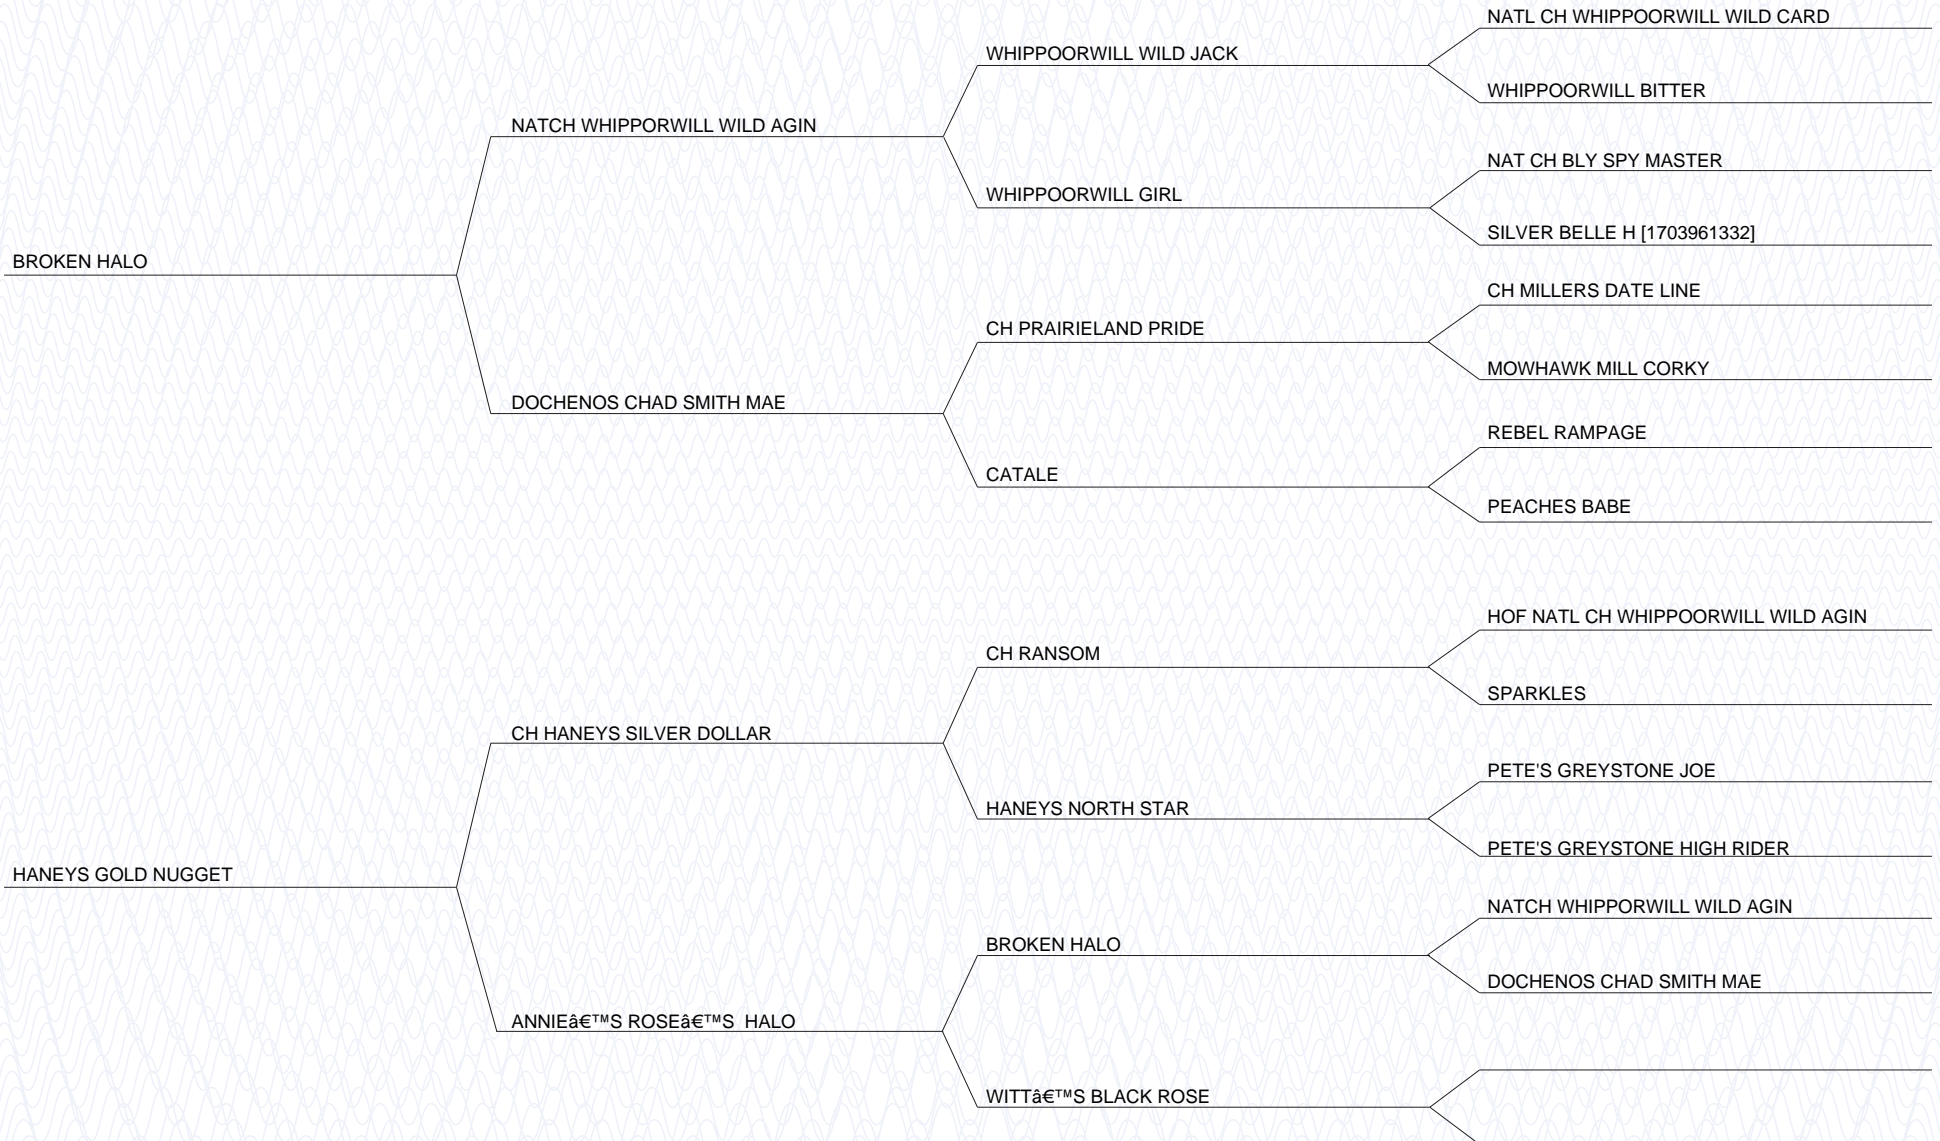 NATL CH WHIPPOORWILL WILD CARD
WHIPPOORWILL WILD JACK
WHIPPOORWILL BITTER
NATCH WHIPPORWILL WILD AGIN
NAT CH BLY SPY MASTER
WHIPPOORWILL GIRL
SILVER BELLE H [1703961332]
BROKEN HALO
CH MILLERS DATE LINE
CH PRAIRIELAND PRIDE
MOWHAWK MILL CORKY
DOCHENOS CHAD SMITH MAE
REBEL RAMPAGE
CATALE
PEACHES BABE
HOF NATL CH WHIPPOORWILL WILD AGIN
CH RANSOM
SPARKLES
CH HANEYS SILVER DOLLAR
PETE'S GREYSTONE JOE
HANEYS NORTH STAR
PETE'S GREYSTONE HIGH RIDER
HANEYS GOLD NUGGET
NATCH WHIPPORWILL WILD AGIN
BROKEN HALO
DOCHENOS CHAD SMITH MAE
ANNIEâ€™S ROSEâ€™S HALO
WITTâ€™S BLACK ROSE